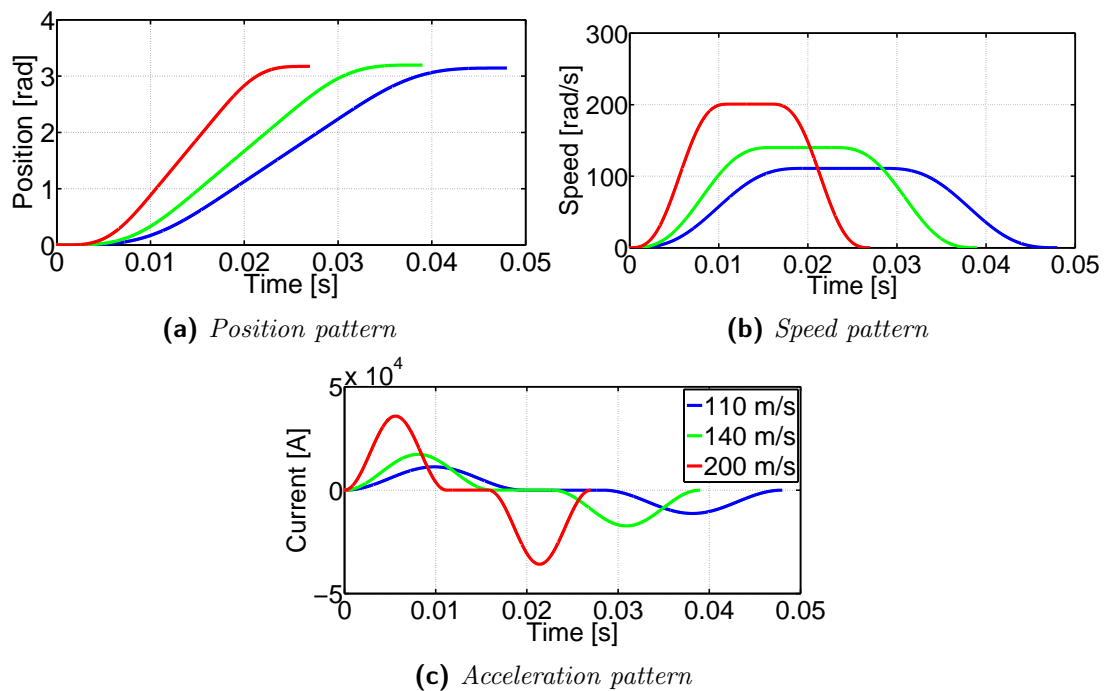 4
3
2
1
0
Position [rad]
0 0.01 0.02 0.03 0.04 0.05
Time [s]
(a) Position pattern
300
200
100
0
Speed [rad/s]
0 0.01 0.02 0.03 0.04 0.05
Time [s]
(b) Speed pattern
5 x 10^4
0
−5
Current [A]
110 m/s
140 m/s
200 m/s
0 0.01 0.02 0.03 0.04 0.05
Time [s]
(c) Acceleration pattern